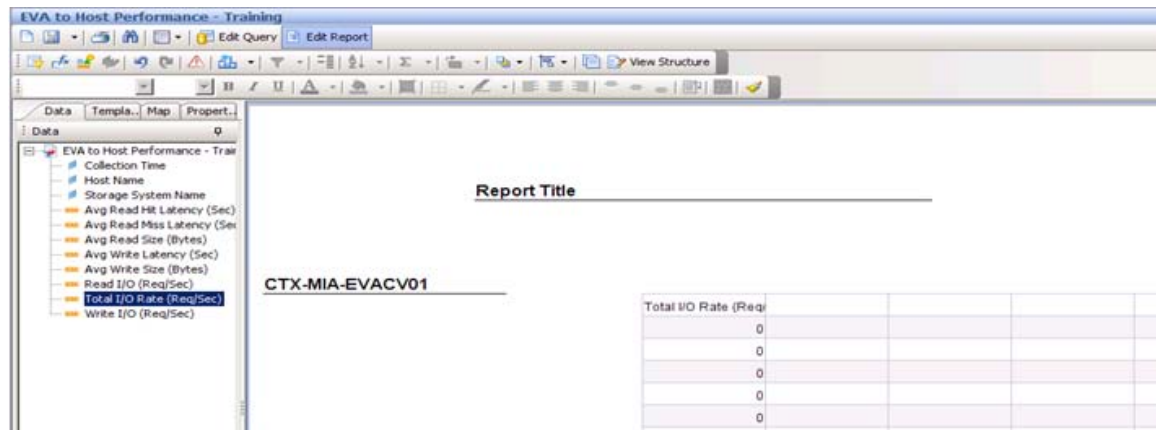 EVA to Host Performance - Training
Edit Query Edit Report
View Structure
B I U A
Data Templa.. Map Propert..
Data
EVA to Host Performance - Trair
Collection Time
Host Name
Storage System Name
Avg Read Hit Latency (Sec)
Avg Read Miss Latency (Sec
Avg Read Size (Bytes)
Avg Write Latency (Sec)
Avg Write Size (Bytes)
Read I/O (Req/Sec)
Total I/O Rate (Req/Sec)
Write I/O (Req/Sec)
Report Title
CTX-MIA-EVACV01
Total I/O Rate (Req/
0
0
0
0
0